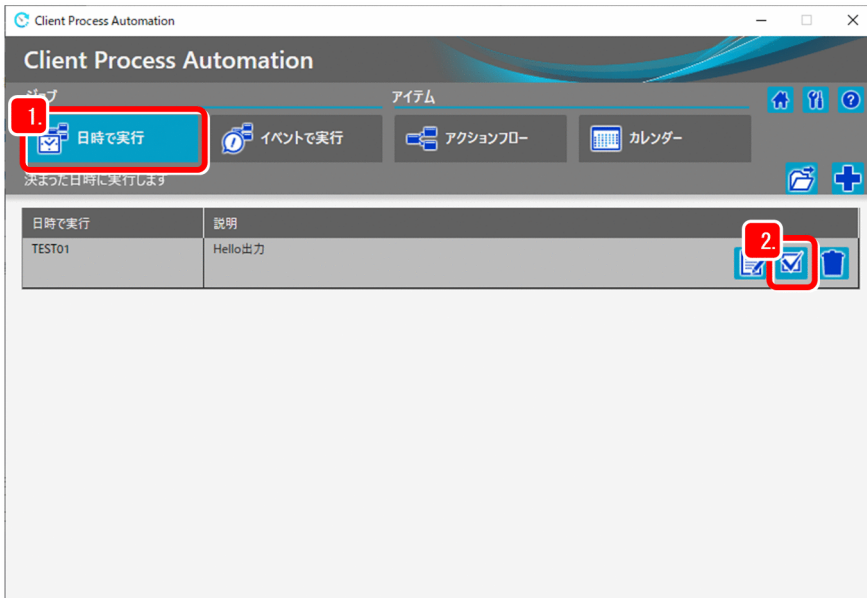 Client Process Automation
Client Process Automation
ジョブ
アイテム
1.
日時で実行
イベントで実行
アクションフロー
カレンダー
決まった日時に実行します
日時で実行
説明
TEST01
Hello出力
2.